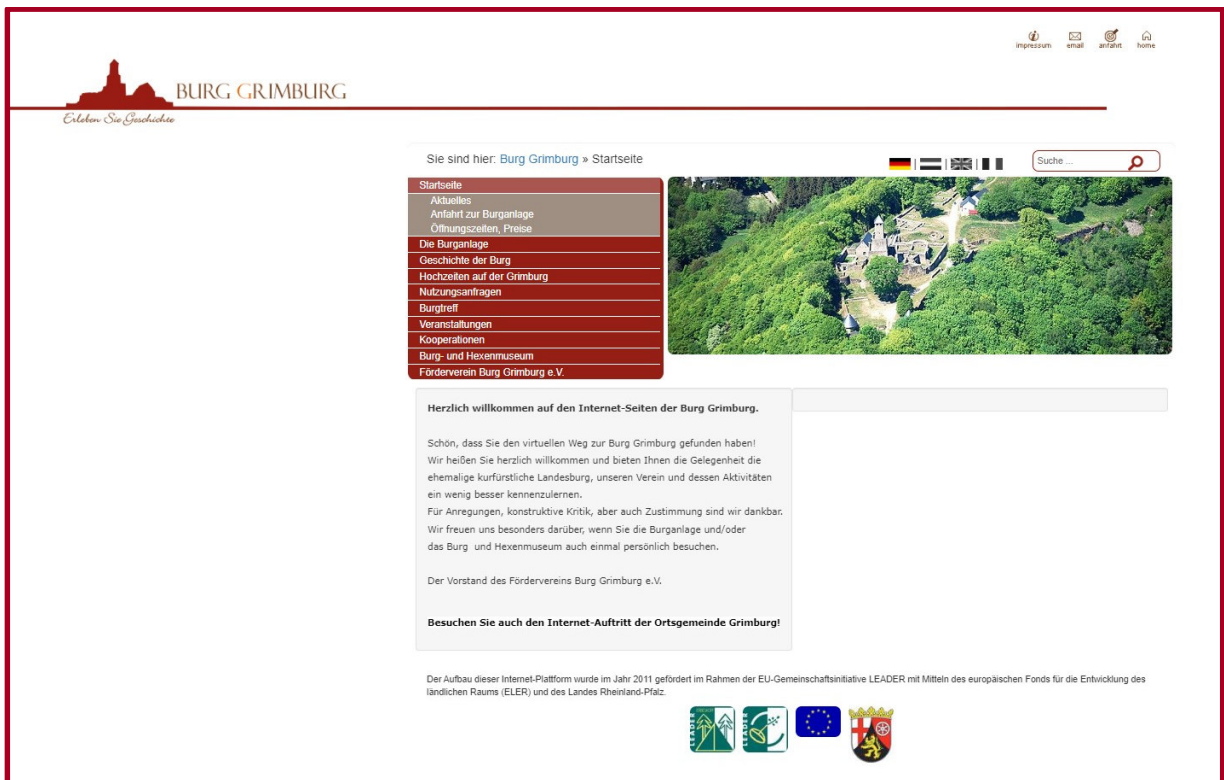 impressum email anfahrt home
BURG GRIMBURG
Erleben Sie Geschichte
Sie sind hier: Burg Grimburg » Startseite
Suche ...
Startseite
Aktuelles
Anfahrt zur Burganlage
Öffnungszeiten, Preise
Die Burganlage
Geschichte der Burg
Hochzeiten auf der Grimburg
Nutzungsanfragen
Burgtreff
Veranstaltungen
Kooperationen
Burg- und Hexenmuseum
Förderverein Burg Grimburg e.V.
Herzlich willkommen auf den Internet-Seiten der Burg Grimburg.
Schön, dass Sie den virtuellen Weg zur Burg Grimburg gefunden haben!
Wir heißen Sie herzlich willkommen und bieten Ihnen die Gelegenheit die
ehemalige kurfürstliche Landesburg, unseren Verein und dessen Aktivitäten
ein wenig besser kennenzulernen.
Für Anregungen, konstruktive Kritik, aber auch Zustimmung sind wir dankbar.
Wir freuen uns besonders darüber, wenn Sie die Burganlage und/oder
das Burg und Hexenmuseum auch einmal persönlich besuchen.
Der Vorstand des Fördervereins Burg Grimburg e.V.
Besuchen Sie auch den Internet-Auftritt der Ortsgemeinde Grimburg!
Der Aufbau dieser Internet-Plattform wurde im Jahr 2011 gefördert im Rahmen der EU-Gemeinschaftsinitiative LEADER mit Mitteln des europäischen Fonds für die Entwicklung des
ländlichen Raums (ELER) und des Landes Rheinland-Pfalz.
LEADER
LEADER